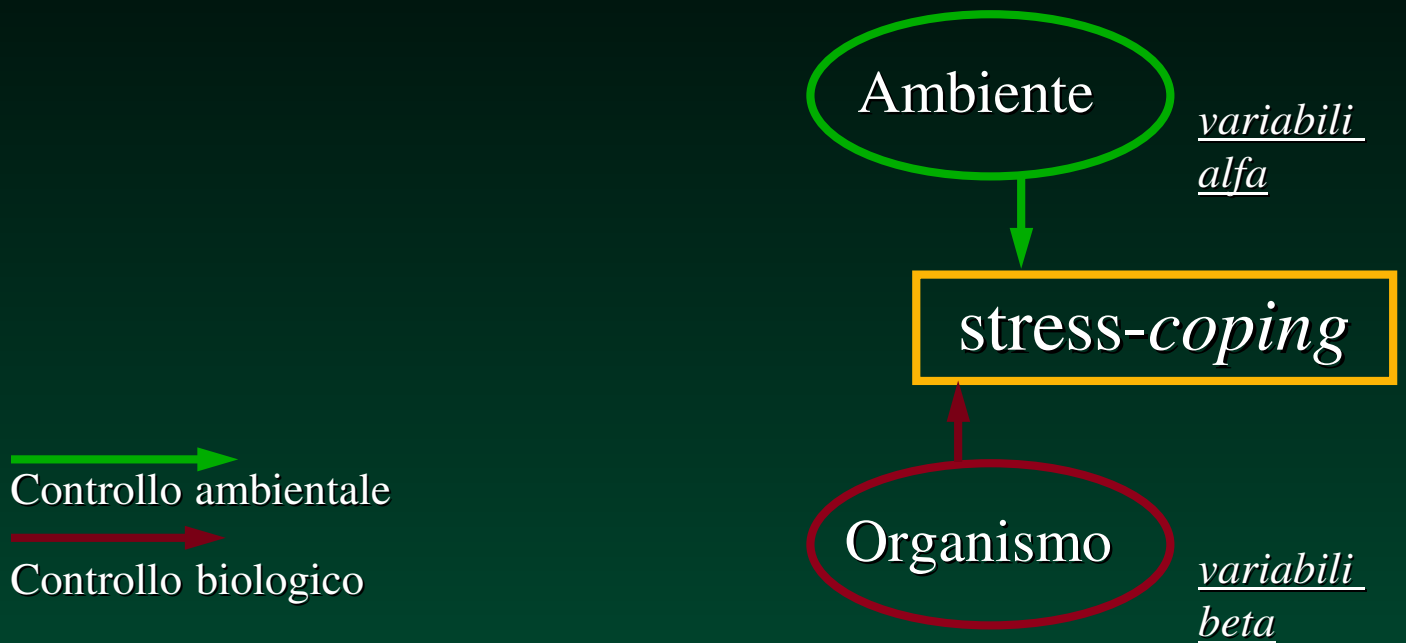 Ambiente
variabili
alfa
stress-coping
Controllo ambientale
Controllo biologico
Organismo
variabili
beta